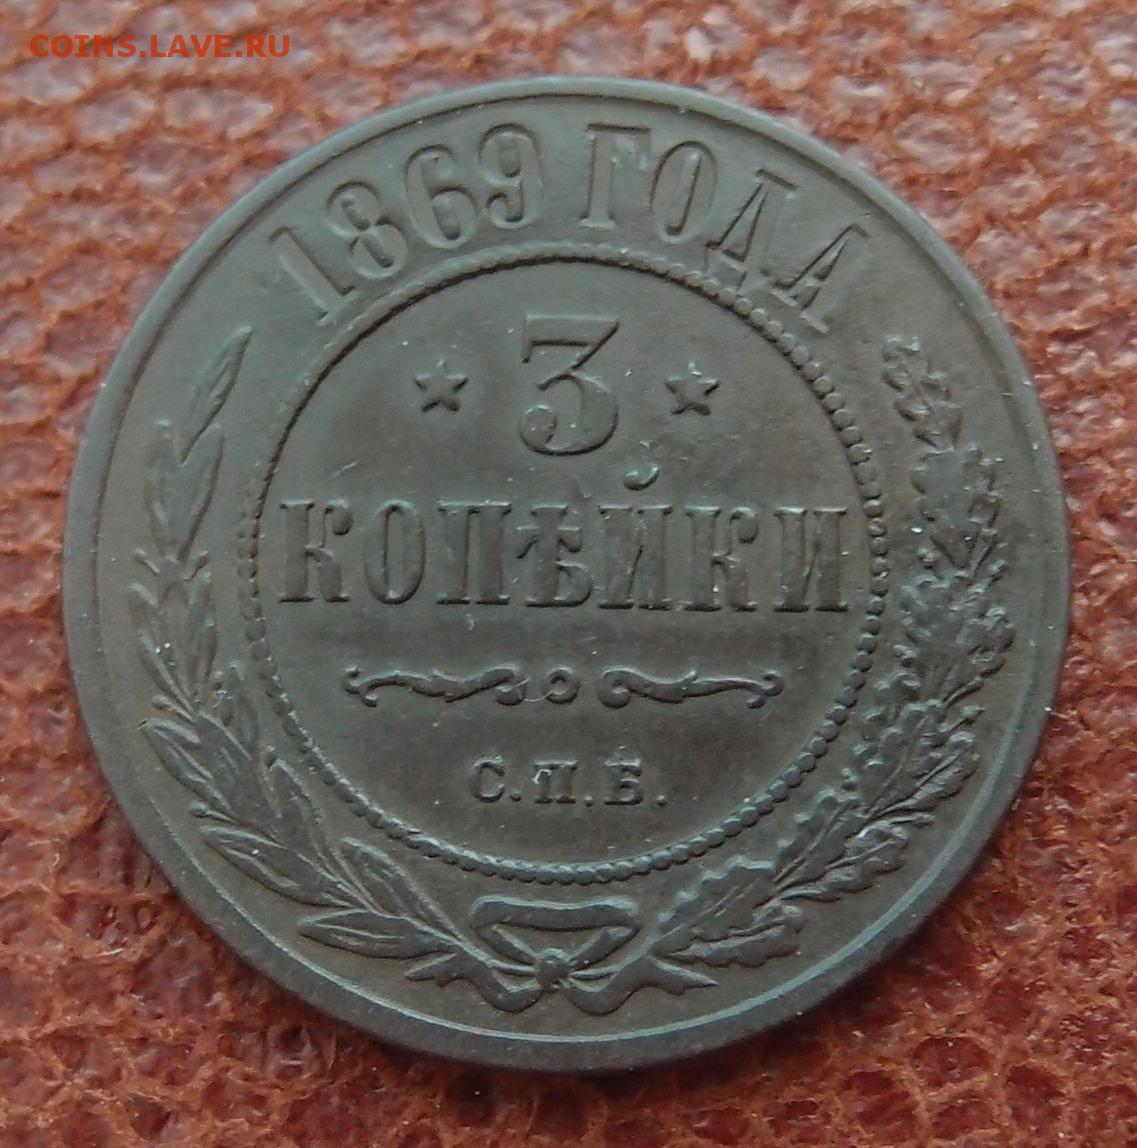 COINS.LAVE.RU
1869 ГОДА
3
КОПѢЙКИ
С.П.Б.